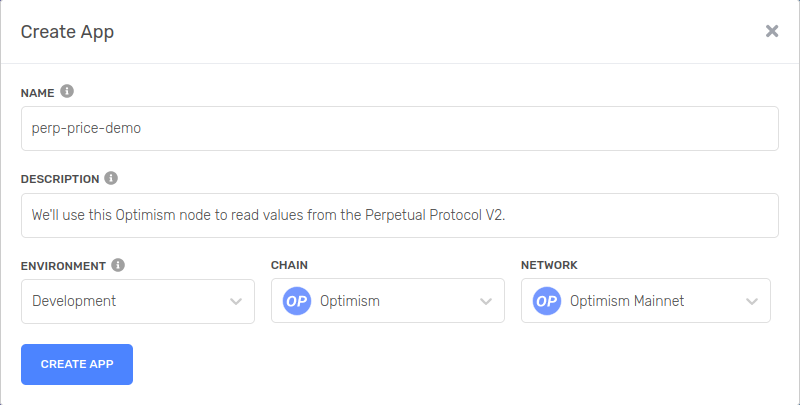 Create App
NAME
perp-price-demo
DESCRIPTION
We'll use this Optimism node to read values from the Perpetual Protocol V2.
ENVIRONMENT CHAIN NETWORK
Development OP Optimism OP Optimism Mainnet
CREATE APP